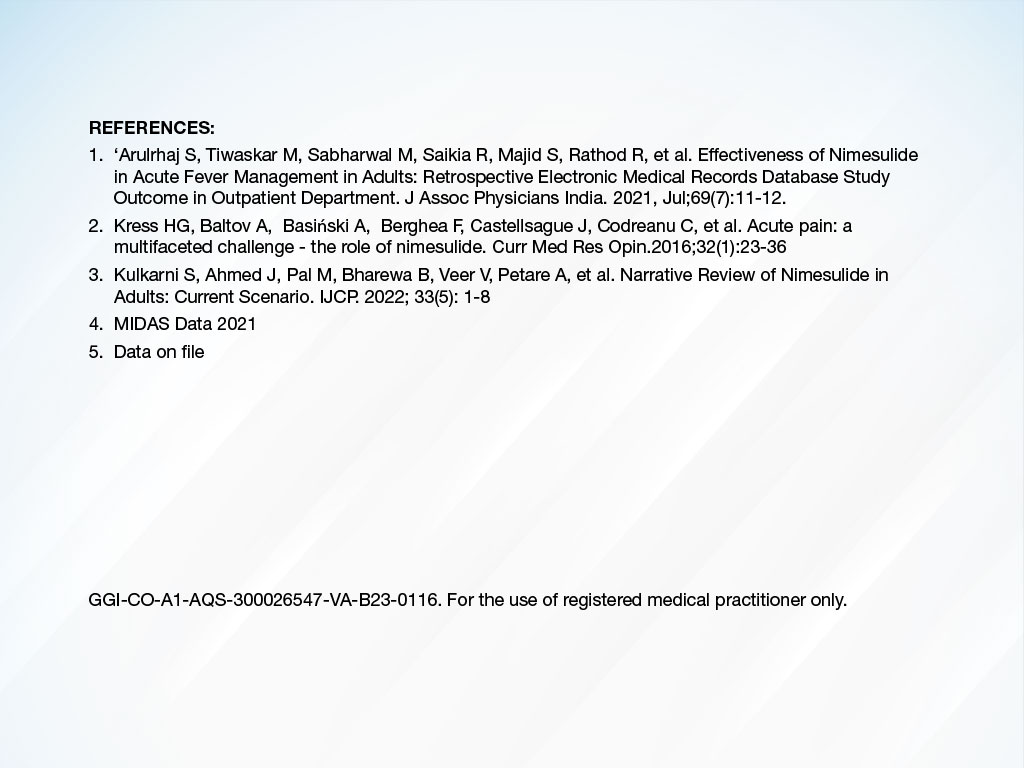 REFERENCES:
1. ‘Arulrhaj S, Tiwaskar M, Sabharwal M, Saikia R, Majid S, Rathod R, et al. Effectiveness of Nimesulide
in Acute Fever Management in Adults: Retrospective Electronic Medical Records Database Study
Outcome in Outpatient Department. J Assoc Physicians India. 2021, Jul;69(7):11-12.
2. Kress HG, Baltov A, Basiński A, Berghea F, Castellsague J, Codreanu C, et al. Acute pain: a
multifaceted challenge - the role of nimesulide. Curr Med Res Opin.2016;32(1):23-36
3. Kulkarni S, Ahmed J, Pal M, Bharewa B, Veer V, Petare A, et al. Narrative Review of Nimesulide in
Adults: Current Scenario. IJCP. 2022; 33(5): 1-8
4. MIDAS Data 2021
5. Data on file
GGI-CO-A1-AQS-300026547-VA-B23-0116. For the use of registered medical practitioner only.